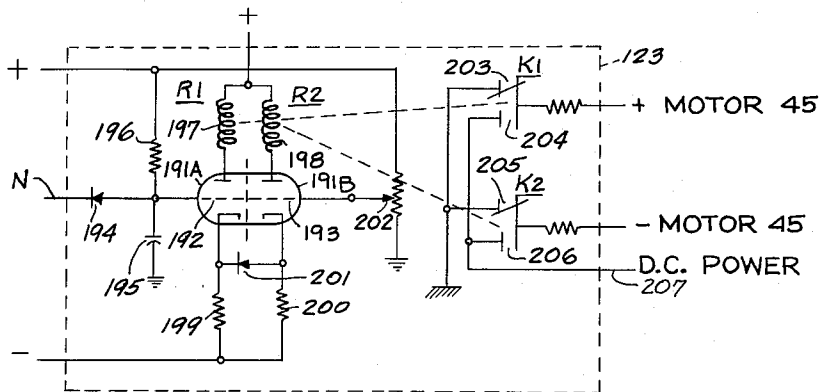 +
+
123
203
K1
R1
R2
196
197
204
+ MOTOR 45
198
191A
191B
205
K2
N
202
194
192
193
206
- MOTOR 45
195
201
D.C. POWER
200
207
199
-